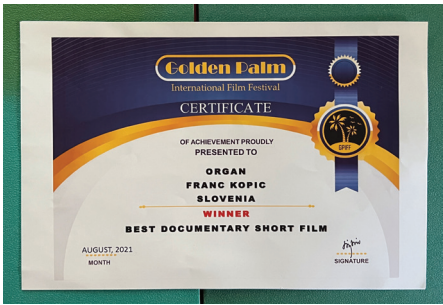 Golden Palm
International Film Festival
CERTIFICATE
OF ACHIEVEMENT PROUDLY
PRESENTED TO
ORGAN
FRANC KOPIC
SLOVENIA
WINNER
BEST DOCUMENTARY SHORT FILM
AUGUST, 2021
MONTH
SIGNATURE
GPIFF